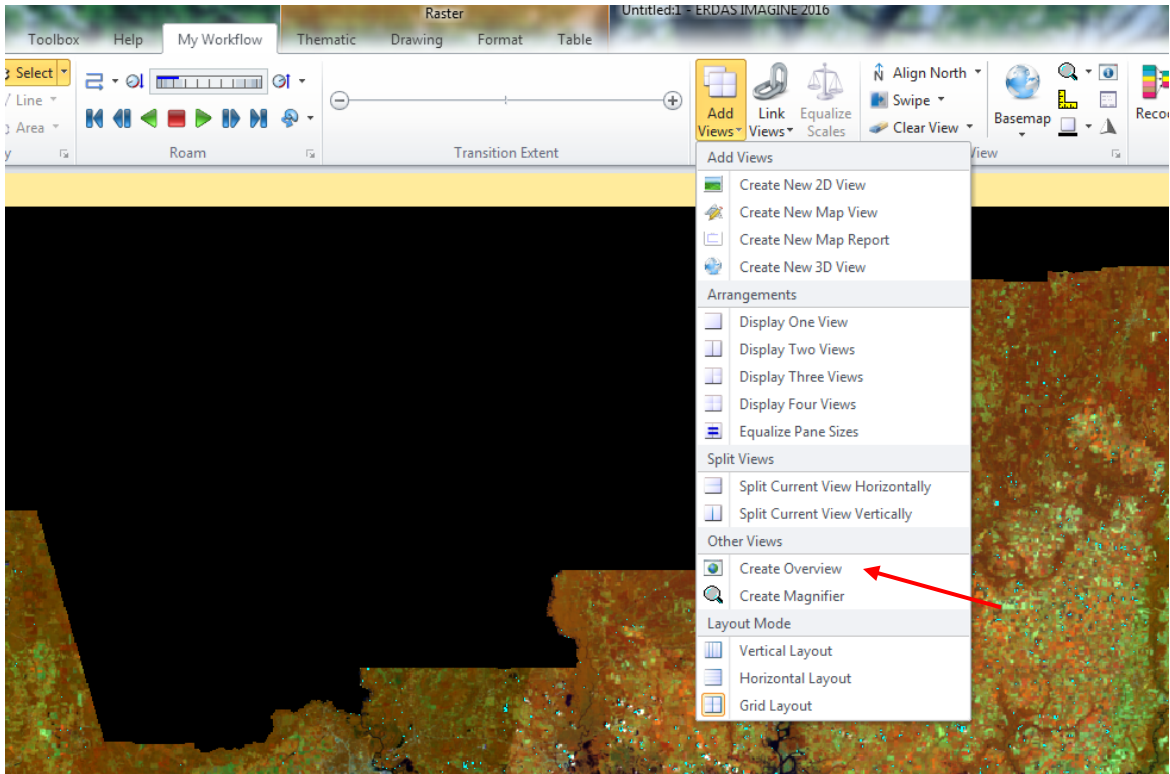 Raster
Untitled:1 - ERDAS IMAGINE 2016
Toolbox Help My Workflow Thematic Drawing Format Table
Select
Line
Area
Roam
Transition Extent
Add Views
Link Views
Equalize Scales
Align North
Swipe
Clear View
Basemap
Add Views
Create New 2D View
Create New Map View
Create New Map Report
Create New 3D View
Arrangements
Display One View
Display Two Views
Display Three Views
Display Four Views
Equalize Pane Sizes
Split Views
Split Current View Horizontally
Split Current View Vertically
Other Views
Create Overview
Create Magnifier
Layout Mode
Vertical Layout
Horizontal Layout
Grid Layout